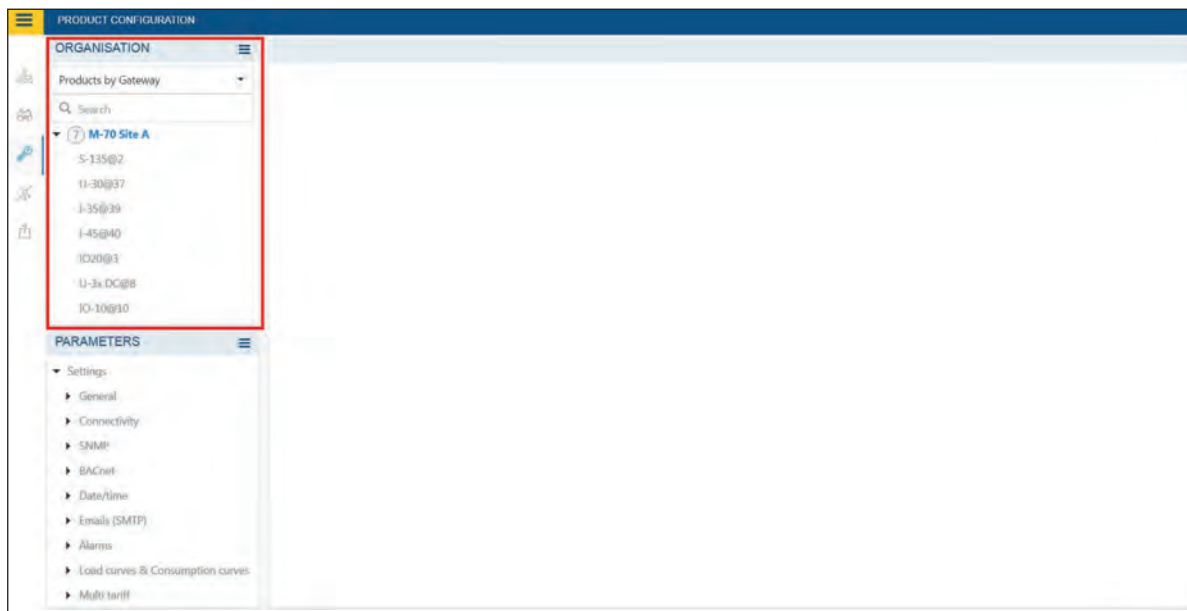 PRODUCT CONFIGURATION
ORGANISATION
Products by Gateway
Search
7 M-70 Site A
S-135@2
U-30@37
I-35@39
I-45@40
IO20@3
U-3x DC@8
IO-10@10
PARAMETERS
Settings
General
Connectivity
SNMP
BACnet
Date/time
Emails (SMTP)
Alarms
Load curves & Consumption curves
Multi tariff